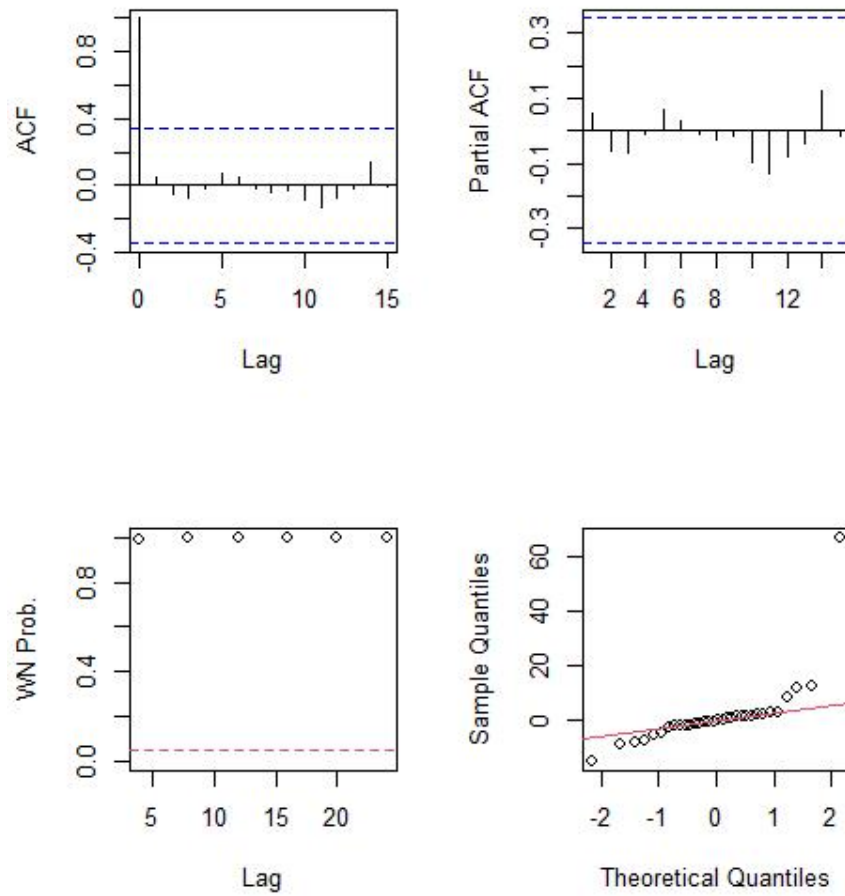 ACF
0.8
0.4
0.0
-0.4
0 5 10 15
Lag
Partial ACF
0.3
0.1
-0.1
-0.3
2 4 6 8 12
Lag
WN Prob.
0.8
0.4
0.0
5 10 15 20
Lag
Sample Quantiles
60
40
20
0
-2 -1 0 1 2
Theoretical Quantiles